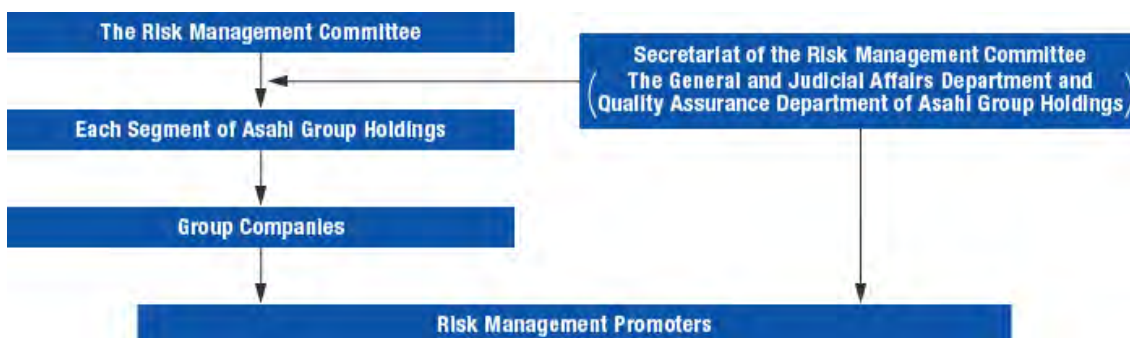 The Risk Management Committee
Secretariat of the Risk Management Committee
(The General and Judicial Affairs Department and
Quality Assurance Department of Asahi Group Holdings)
Each Segment of Asahi Group Holdings
Group Companies
Risk Management Promoters